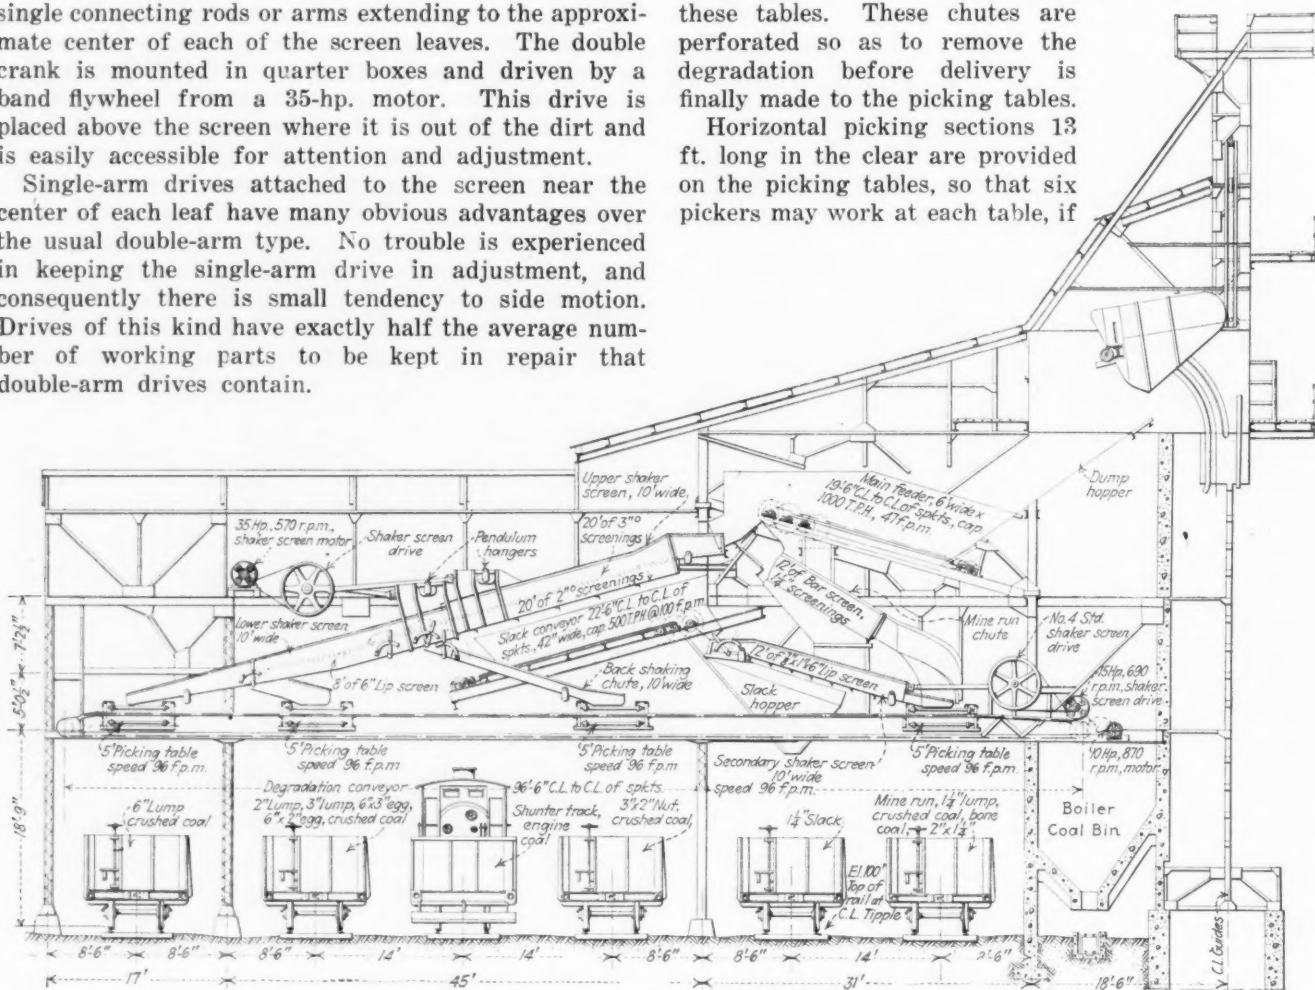 single connecting rods or arms extending to the approxi-
mate center of each of the screen leaves. The double
crank is mounted in quarter boxes and driven by a
band flywheel from a 35-hp. motor. This drive is
placed above the screen where it is out of the dirt and
is easily accessible for attention and adjustment.
Single-arm drives attached to the screen near the
center of each leaf have many obvious advantages over
the usual double-arm type. No trouble is experienced
in keeping the single-arm drive in adjustment, and
consequently there is small tendency to side motion.
Drives of this kind have exactly half the average num-
ber of working parts to be kept in repair that
double-arm drives contain.
these tables. These chutes are
perforated so as to remove the
degradation before delivery is
finally made to the picking tables.
Horizontal picking sections 13
ft. long in the clear are provided
on the picking tables, so that six
pickers may work at each table, if
Upper shaker
screen, 10' wide,
20' of 3"°
screenings
Main feeder, 6' wide x
19'-6" C.L. to C.L. of spkts., cap.
1000 T.P.H., 47 f.p.m.
Dump
hopper
35 Hp., 570 r.p.m.,
shaker screen motor
Shaker screen
drive
Pendulum
hangers
20' of 2"° screenings
Slack conveyor 22'-6" C.L. to C.L. of
spkts., 42" wide, cap. 500 T.P.H. @ 100 f.p.m.
12' of Bar screen,
1¼" screenings
Mine run
chute
No. 4 Std.
shaker screen
drive
Lower shaker screen
10' wide
8' of 6" Lip screen
Back shaking
chute, 10' wide
Slack
hopper
15 Hp., 690
r.p.m., shaker
screen drive
5' Picking table
speed 96 f.p.m.
5' Picking table
speed 96 f.p.m.
5' Picking table
speed 96 f.p.m.
Secondary shaker screen
10' wide
speed 96 f.p.m.
5' Picking table
speed 96 f.p.m.
10 Hp., 870
r.p.m., motor
Degradation conveyor
96'-6" C.L. to C.L. of spkts.
6" Lump
crushed coal
2" Lump, 3" lump, 6"x3" egg,
6"x2" egg, crushed coal
Shunter track,
engine
coal
3"x2" Nut,
crushed coal,
1¼" Slack
Mine run, 1¼" lump,
crushed coal, bone
coal, 2"x1¼"
Boiler
Coal Bin
El. 100"
Top of
rail at
C.L. Tipple
7'-2½"
5'-0½"
18'-9"
8'-6" 8'-6" 8'-6" 14' 14' 8'-6" 8'-6" 14'
17' 45' 31' 18'-6"
C.L. Guides